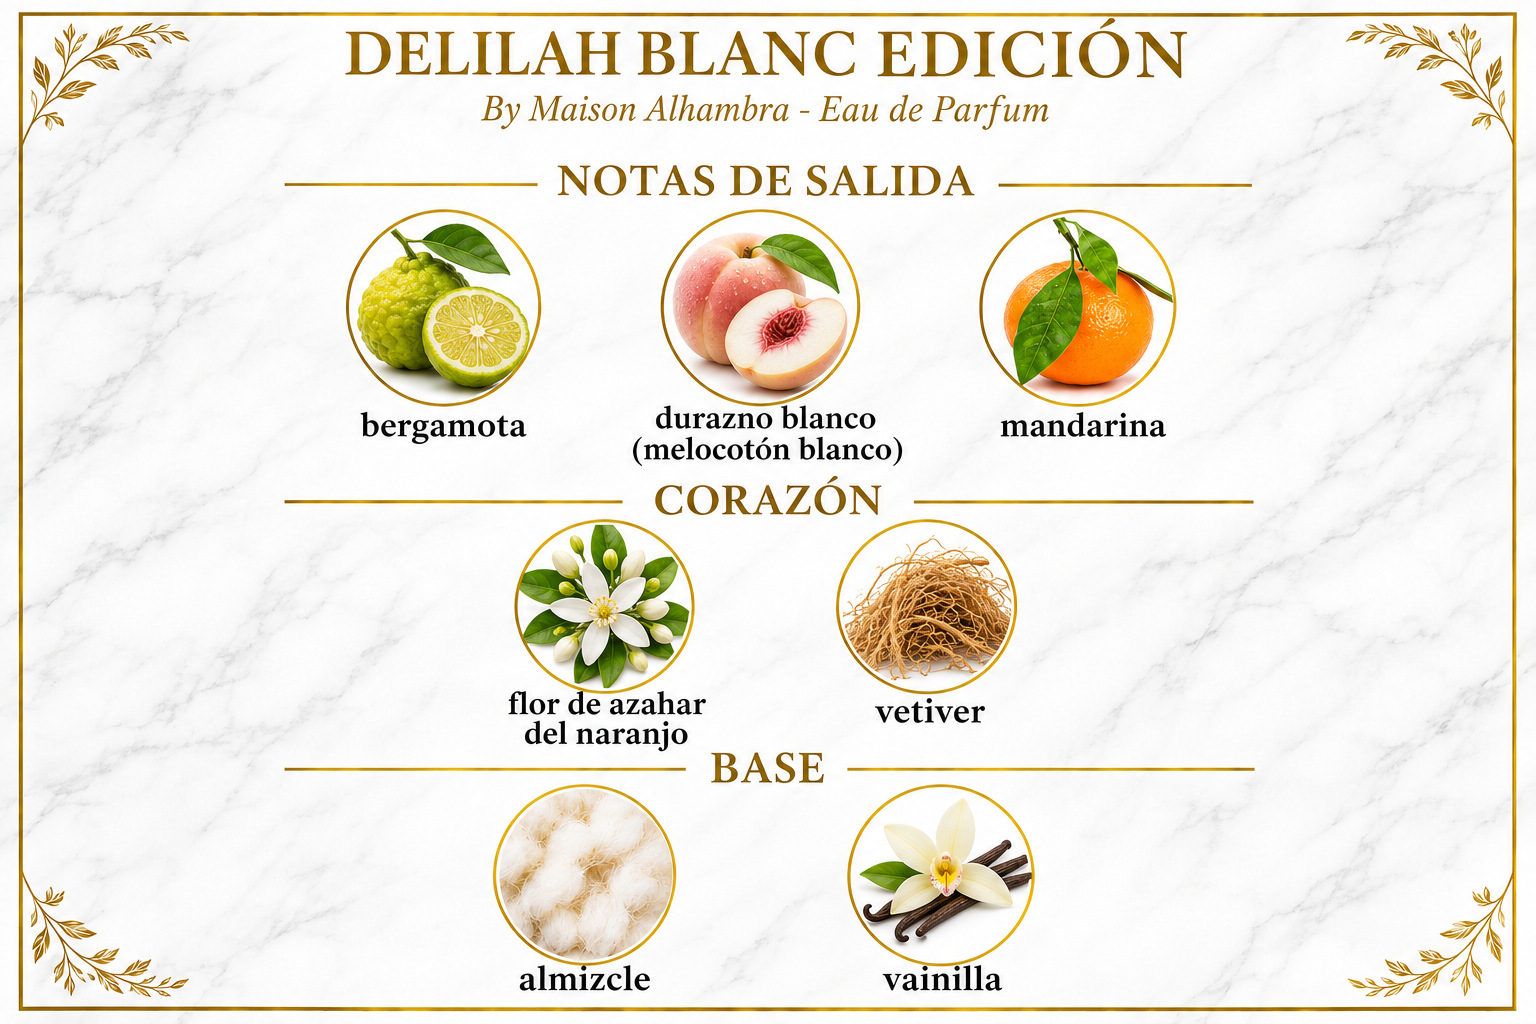 DELILAH BLANC EDICIÓN
By Maison Alhambra - Eau de Parfum
NOTAS DE SALIDA
bergamota
durazno blanco
(melocotón blanco)
mandarina
CORAZÓN
flor de azahar
del naranjo
vetiver
BASE
almizcle
vainilla